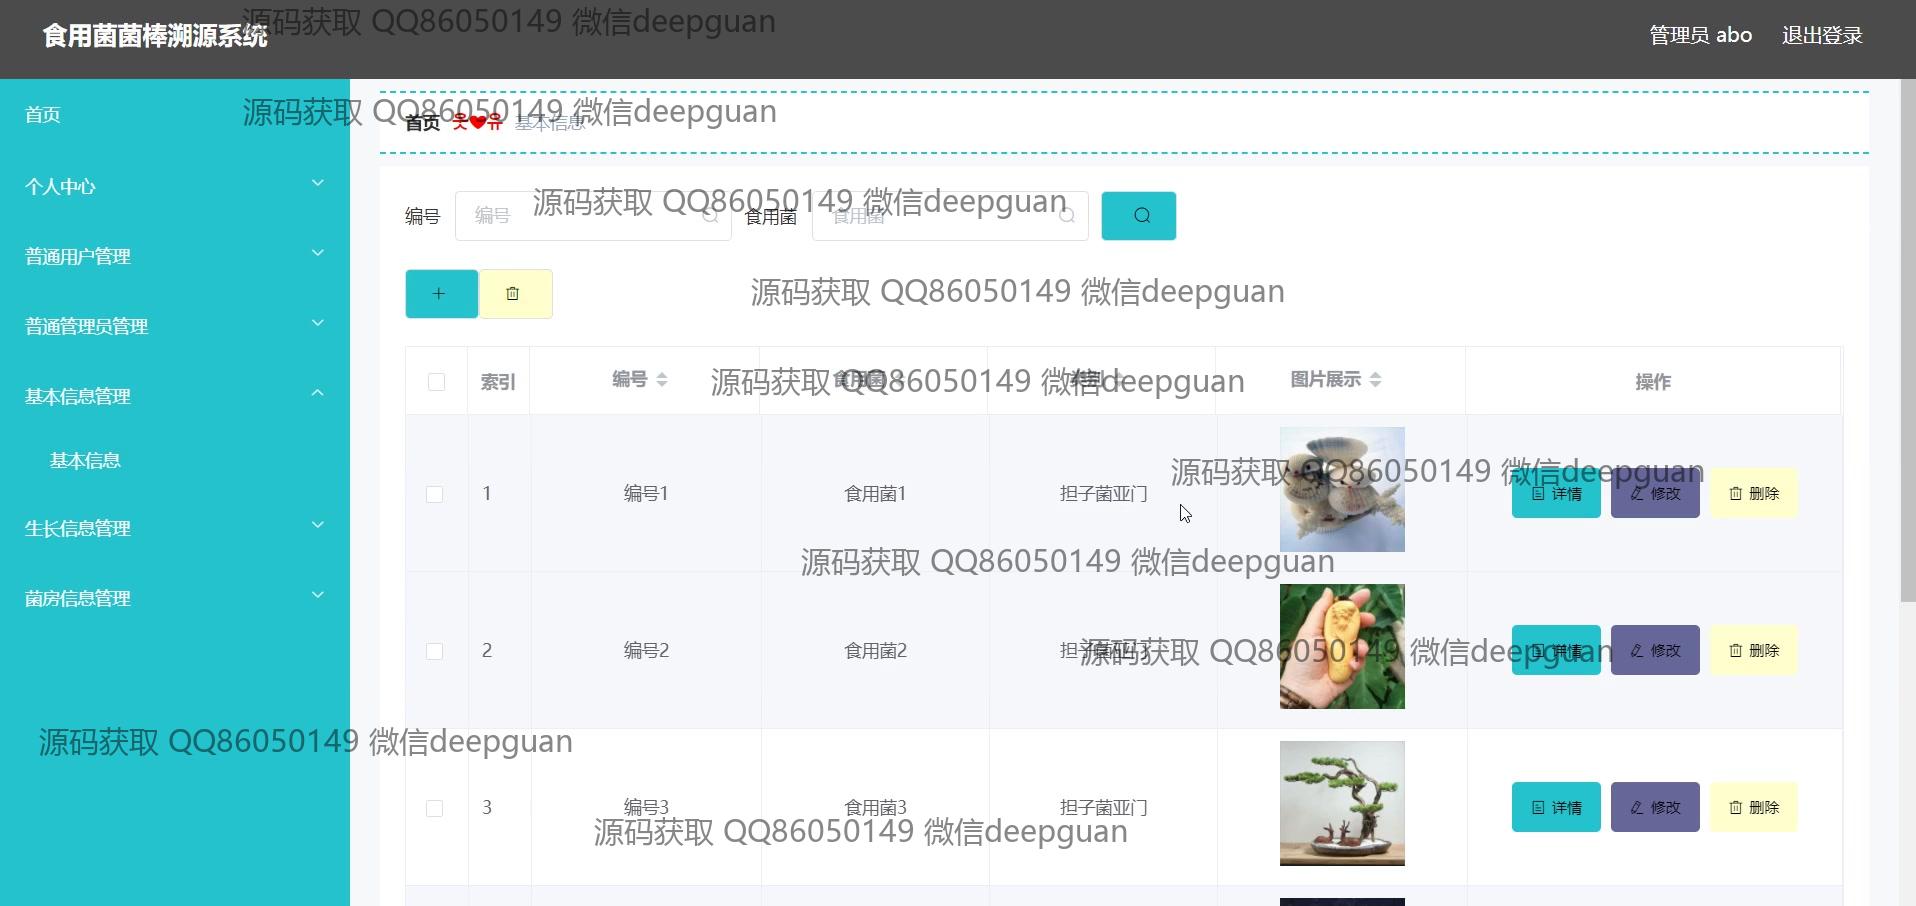 食用菌菌棒溯源系统
源码获取 QQ86050149 微信deepguan
管理员 abo
退出登录
首页
源码获取 QQ86050149 微信deepguan
首页 웃❤유 基本信息
个人中心
编号 编号
源码获取 QQ86050149 微信deepguan
食用菌 食用菌
普通用户管理
源码获取 QQ86050149 微信deepguan
普通管理员管理
基本信息管理
索引 编号 食用菌 类别 图片展示 操作
源码获取 QQ86050149 微信deepguan
基本信息
源码获取 QQ86050149 微信deepguan
1 编号1 食用菌1 担子菌亚门 详情 修改 删除
生长信息管理
源码获取 QQ86050149 微信deepguan
菌房信息管理
2 编号2 食用菌2 担子菌亚门 详情 修改 删除
源码获取 QQ86050149 微信deepguan
源码获取 QQ86050149 微信deepguan
3 编号3 食用菌3 担子菌亚门 详情 修改 删除
源码获取 QQ86050149 微信deepguan